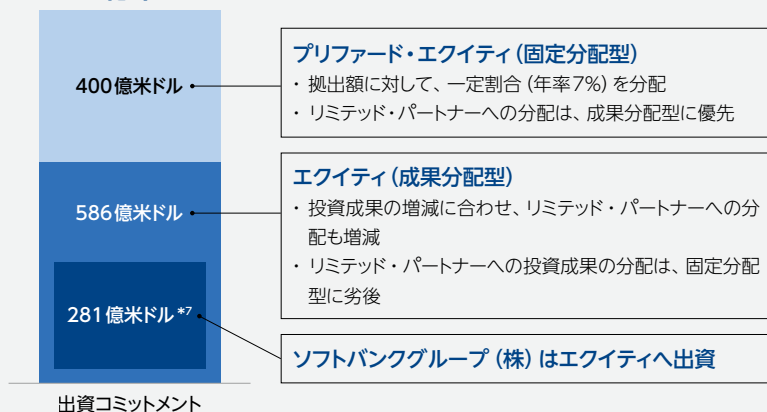 400億米ドル
プリファード・エクイティ（固定分配型）
・ 拠出額に対して、一定割合（年率7%）を分配
・ リミテッド・パートナーへの分配は、成果分配型に優先
586億米ドル
エクイティ（成果分配型）
・ 投資成果の増減に合わせ、リミテッド・パートナーへの分
配も増減
・ リミテッド・パートナーへの投資成果の分配は、固定分配
型に劣後
281億米ドル*7
ソフトバンクグループ（株）はエクイティへ出資
出資コミットメント